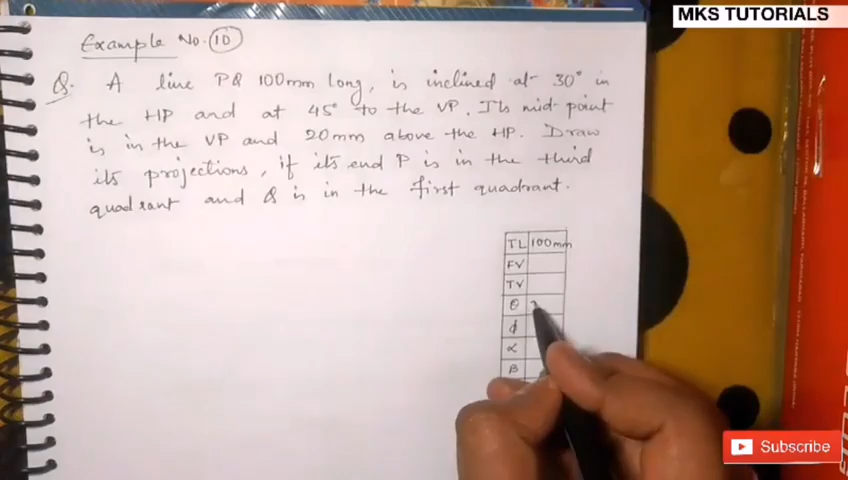 MKS TUTORIALS
Example No. 10
Q. A line PQ 100mm long, is inclined at 30° in
the HP and at 45° to the VP. Its mid-point
is in the VP and 20mm above the HP. Draw
its projections, if its end P is in the third
quadrant and Q is in the first quadrant.
TL 100mm
FV
TV
θ
ϕ
α
β
Subscribe